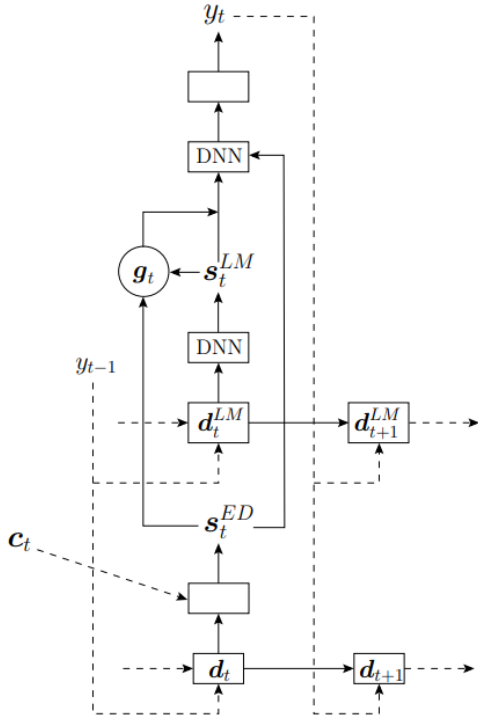 y_t
DNN
g_t s_t^{LM}
DNN
y_{t-1}
d_t^{LM} d_{t+1}^{LM}
s_t^{ED}
c_t
d_t d_{t+1}